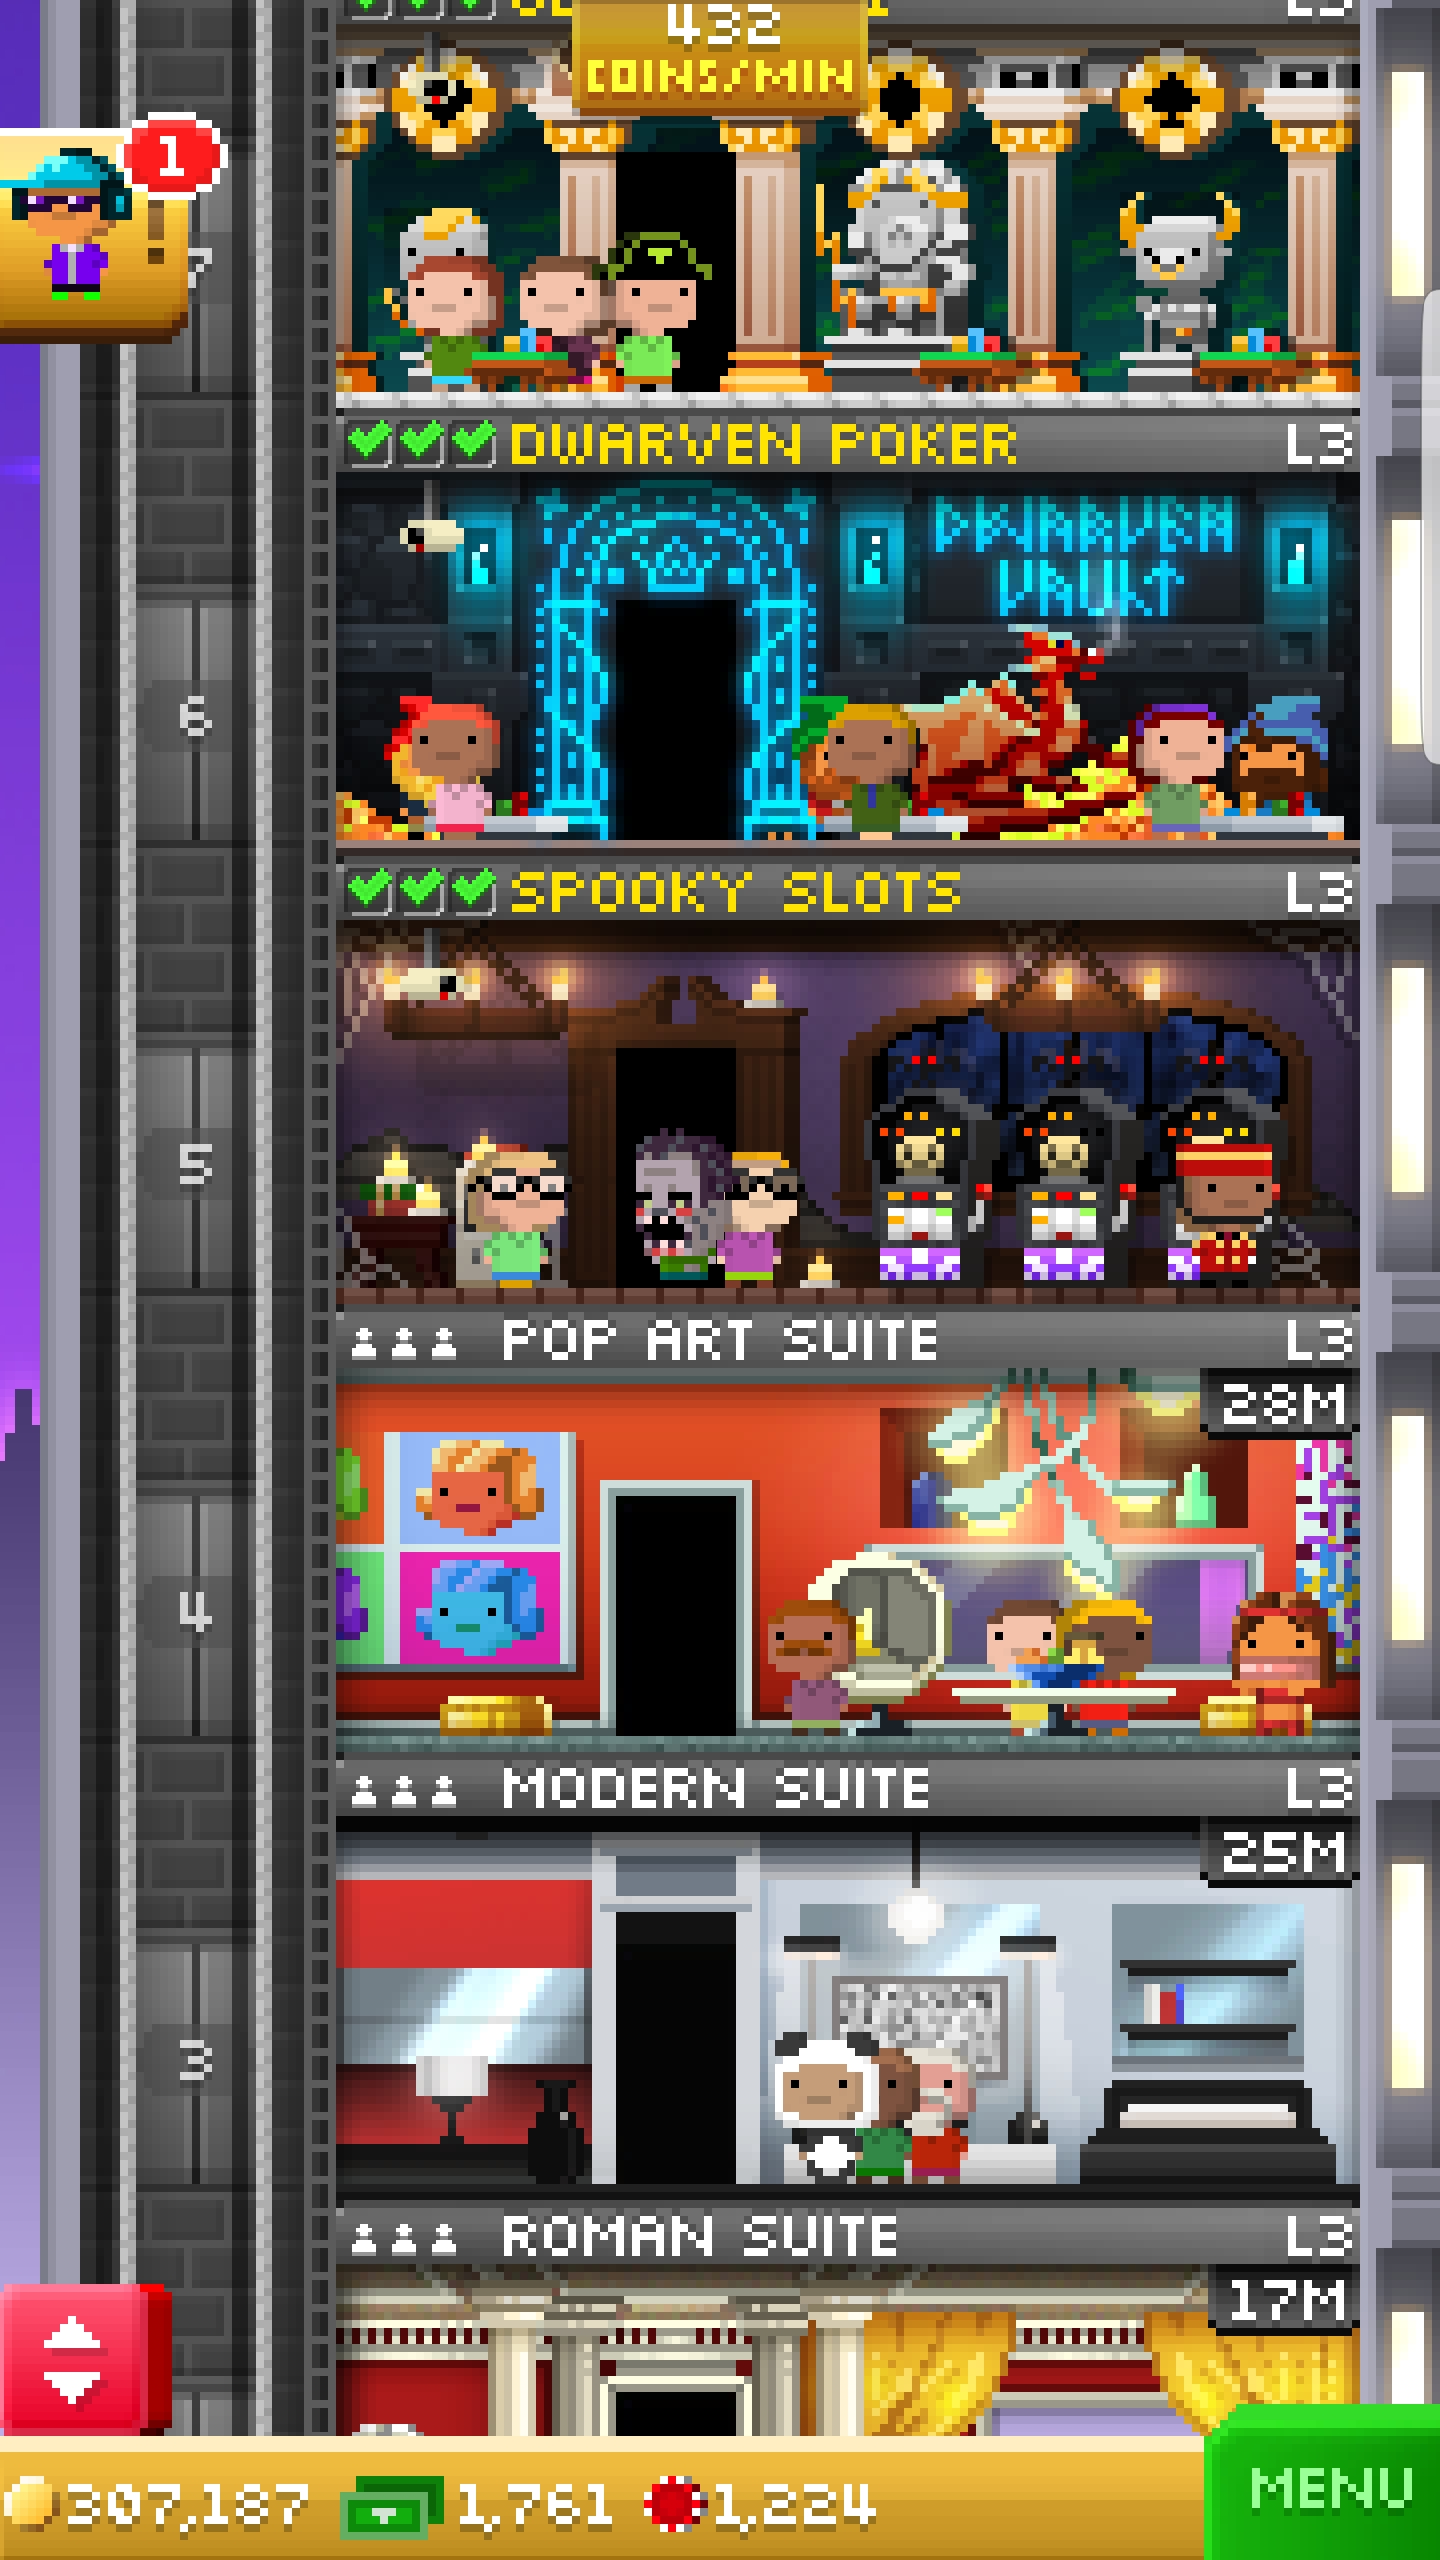 L3
432
COINS/MIN
1
7
DWARVEN POKER L3
DWARVEN
VAULT
6
SPOOKY SLOTS L3
5
POP ART SUITE L3
28M
4
MODERN SUITE L3
25M
3
ROMAN SUITE L3
17M
307,187 1,761 1,224
MENU